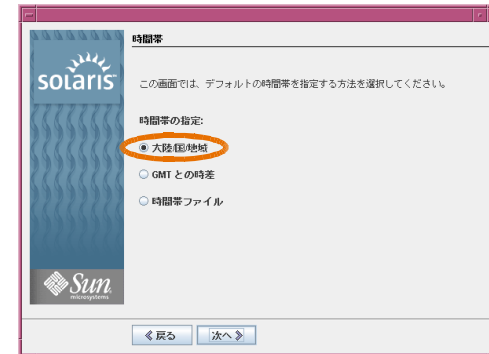 時間帯
solaris™
この画面では、デフォルトの時間帯を指定する方法を選択してください。
時間帯の指定:
大陸/国/地域
GMT との時差
時間帯ファイル
Sun
microsystems
≪ 戻る
次へ ≫